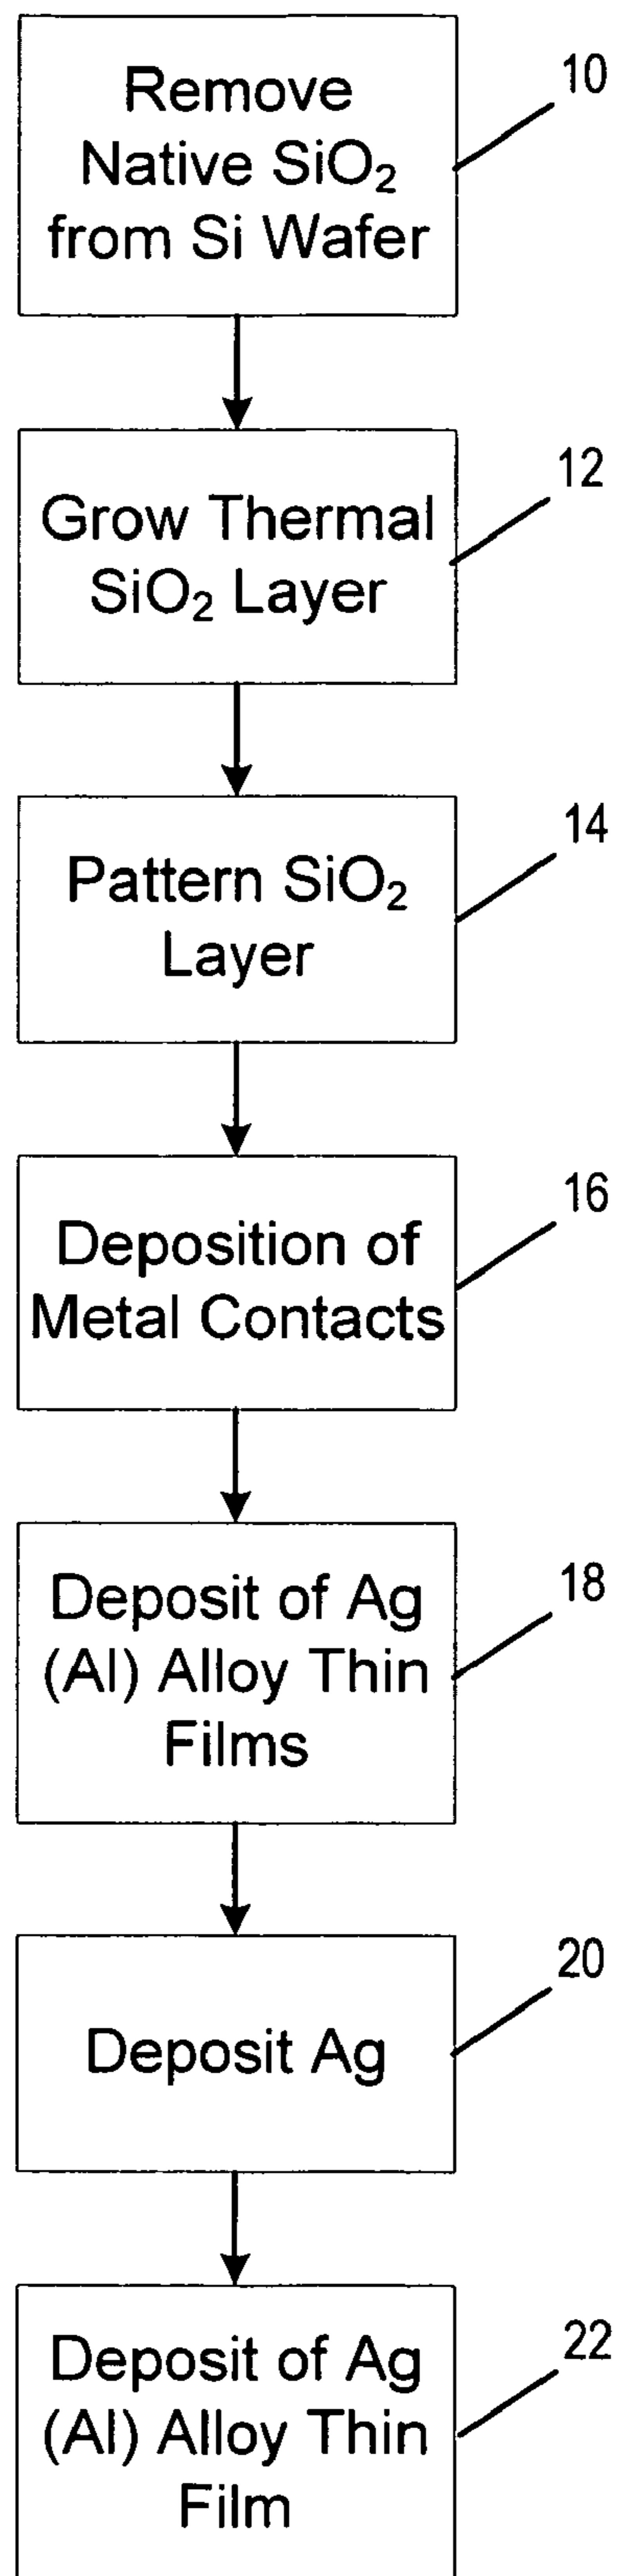 Remove
Native SiO₂
from Si Wafer
10
Grow Thermal
SiO₂ Layer
12
Pattern SiO₂
Layer
14
Deposition of
Metal Contacts
16
Deposit of Ag
(Al) Alloy Thin
Films
18
Deposit Ag
20
Deposit of Ag
(Al) Alloy Thin
Film
22